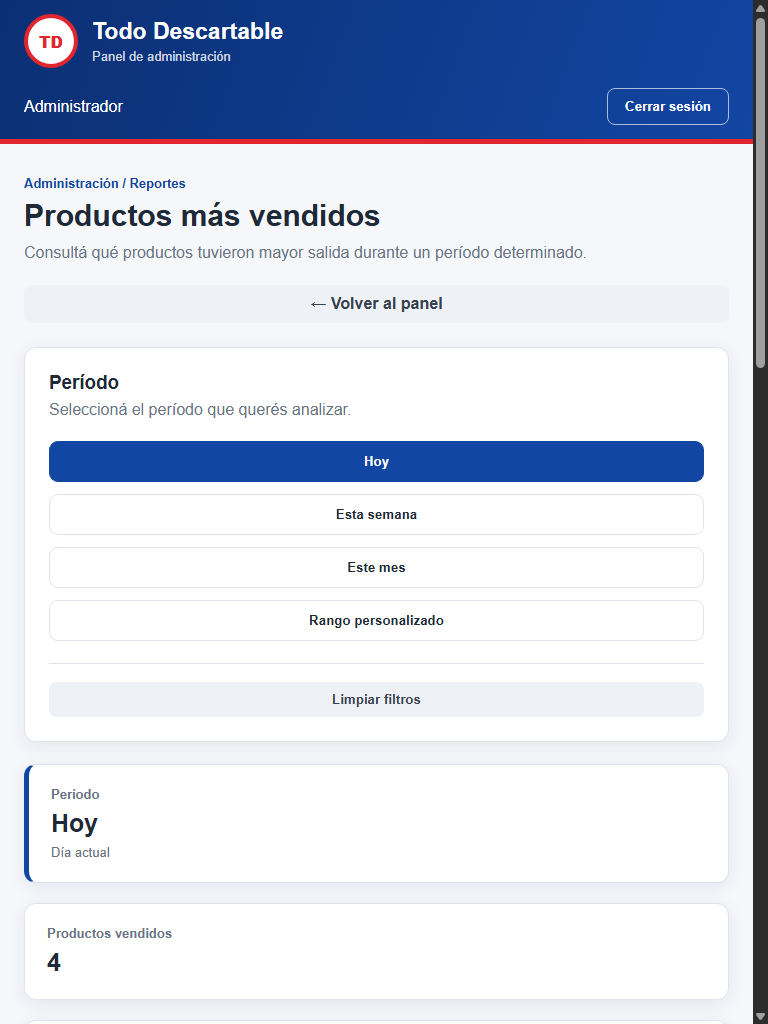 TD
Todo Descartable
Panel de administración
Administrador
Cerrar sesión
Administración / Reportes
Productos más vendidos
Consultá qué productos tuvieron mayor salida durante un período determinado.
← Volver al panel
Período
Seleccioná el período que querés analizar.
Hoy
Esta semana
Este mes
Rango personalizado
Limpiar filtros
Período
Hoy
Día actual
Productos vendidos
4